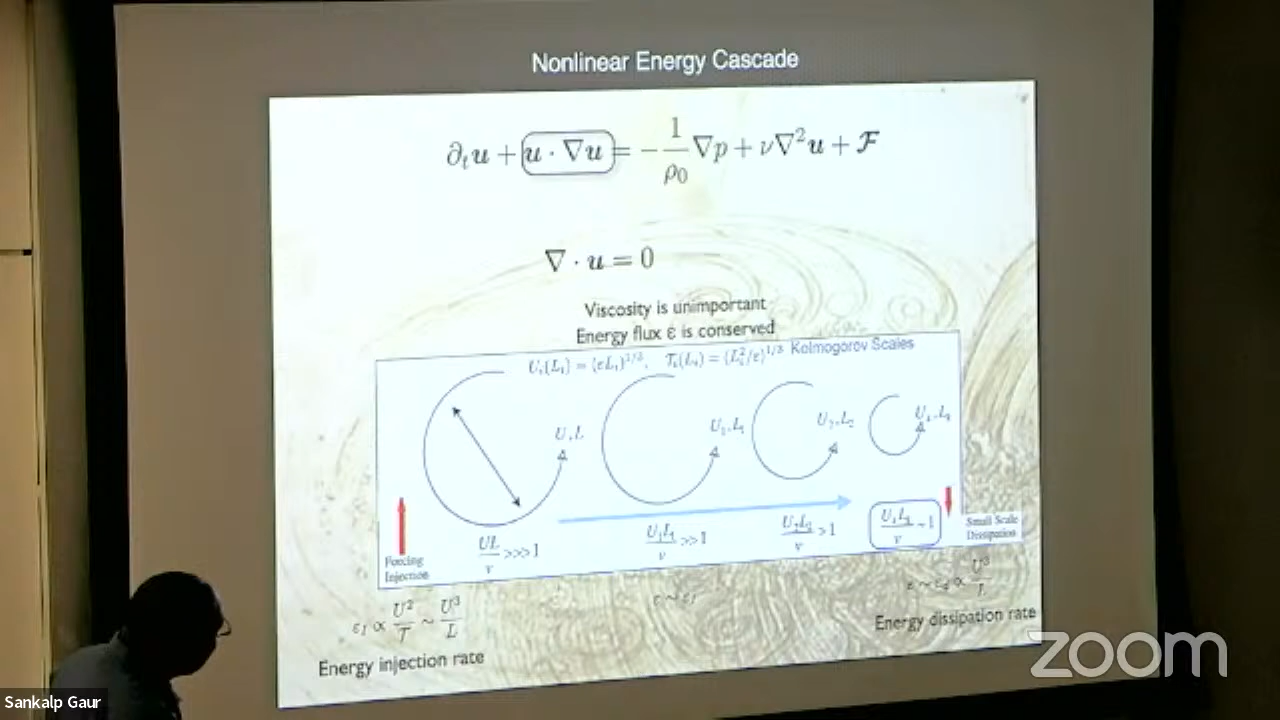 Nonlinear Energy Cascade
∂ₜu + u · ∇u = −1/ρ₀ ∇p + ν∇²u + F
∇ · u = 0
Viscosity is unimportant
Energy flux ε is conserved
Kolmogorov Scales
U, L
U₁, L₁
U₂, L₂
UL/ν >>>1
U₁L₁/ν >>1
U₂L₂/ν >1
Forcing
Injection
Small Scale
Dissipation
ε_I ∝ U²/T ~ U³/L
Energy injection rate
Energy dissipation rate
zoom
Sankalp Gaur